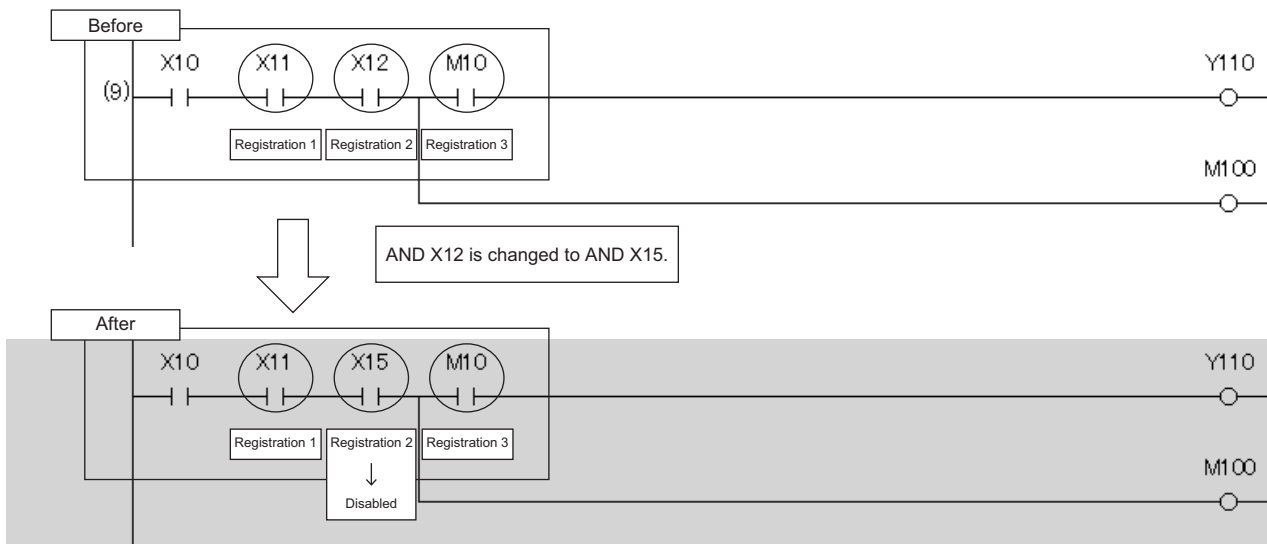 Before
X10 X11 X12 M10 Y110
(9)
Registration 1 Registration 2 Registration 3
M100
AND X12 is changed to AND X15.
After
X10 X11 X15 M10 Y110
Registration 1 Registration 2 Registration 3
↓
Disabled
M100